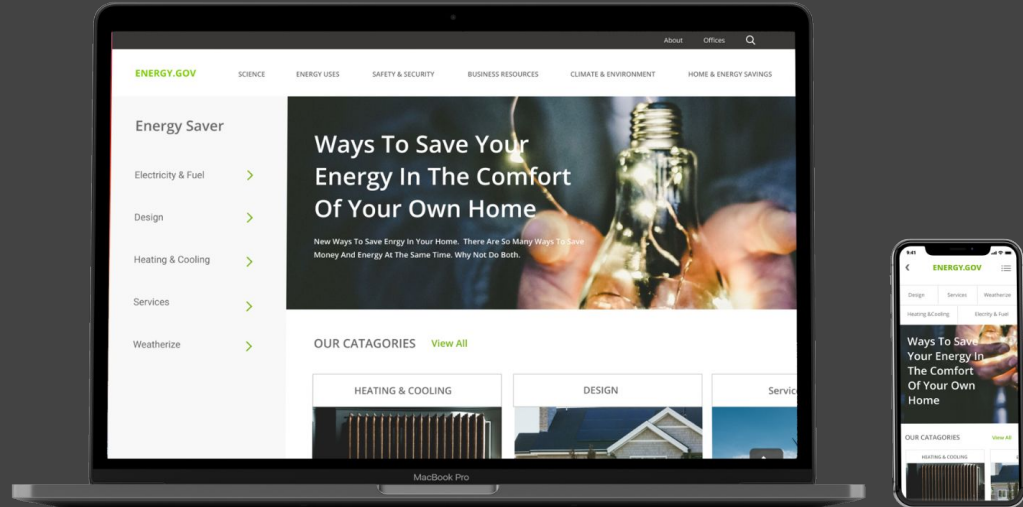 About Offices
ENERGY.GOV SCIENCE ENERGY USES SAFETY & SECURITY BUSINESS RESOURCES CLIMATE & ENVIRONMENT HOME & ENERGY SAVINGS
Energy Saver
Electricity & Fuel
Design
Heating & Cooling
Services
Weatherize
Ways To Save Your
Energy In The Comfort
Of Your Own Home
New Ways To Save Enrgy In Your Home. There Are So Many Ways To Save
Money And Energy At The Same Time. Why Not Do Both.
OUR CATAGORIES View All
HEATING & COOLING DESIGN Servic
MacBook Pro
9:41
ENERGY.GOV
Design Services Weatherize
Heating &Cooling Elecrity & Fuel
Ways To Save
Your Energy In
The Comfort
Of Your Own
Home
OUR CATAGORIES View All
HEATING & COOLING